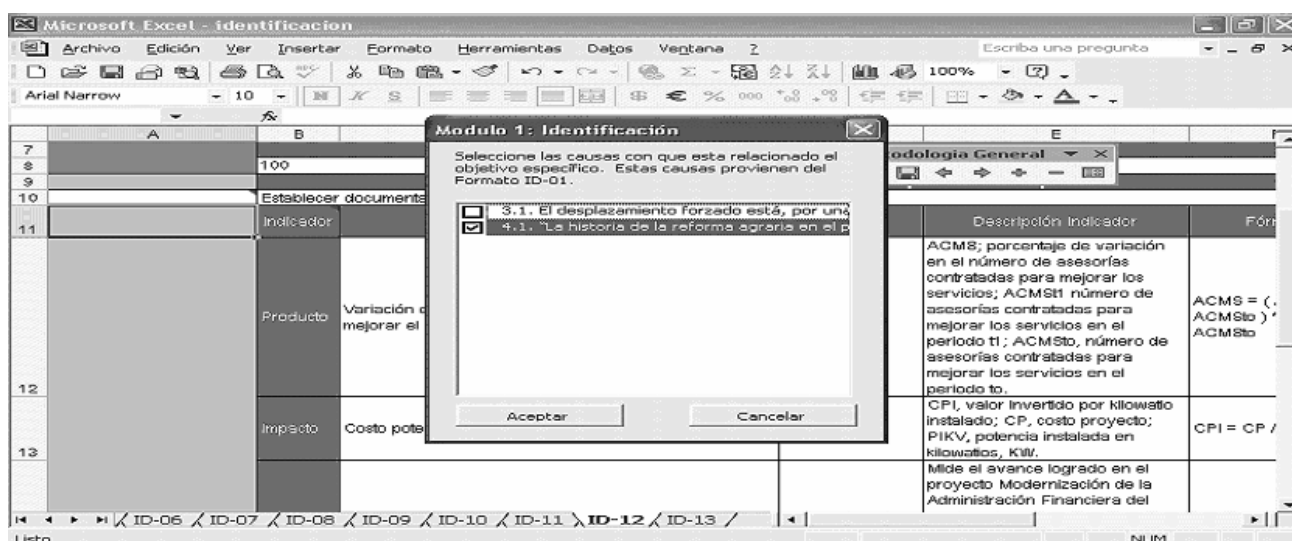 Microsoft Excel - identificacion
Archivo Edición Ver Insertar Formato Herramientas Datos Ventana ?
Escriba una pregunta
100%
Arial Narrow 10
N K S $ € % 000
fx
A B E
7
8 100
9
10 Establecer
11 Indicador Descripción Indicador
Modulo 1: Identificación
Seleccione las causas con que esta relacionado el
objetivo especifico. Estas causas provienen del
Formato ID-01.
3.1. El desplazamiento forzado está, por
4.1. "La historia de la reforma agraria en el
Aceptar Cancelar
General
12 Producto
Variación
mejorar el
ACMS; porcentaje de variación
en el número de asesorías
contratadas para mejorar los
servicios; ACMSt1 número de
asesorías contratadas para
mejorar los servicios en el
periodo t1; ACMSto, número de
asesorías contratadas para
mejorar los servicios en el
periodo to.
ACMS = (
ACMSto )
ACMSto
13 Impacto Costo
CPI, valor invertido por kilowatio
instalado; CP, costo proyecto;
PIKV, potencia instalada en
kilowatios, KW.
CPI = CP /
Mide el avance logrado en el
proyecto Modernización de la
Administración Financiera del
ID-06 ID-07 ID-08 ID-09 ID-10 ID-11 ID-12 ID-13
Listo NUM